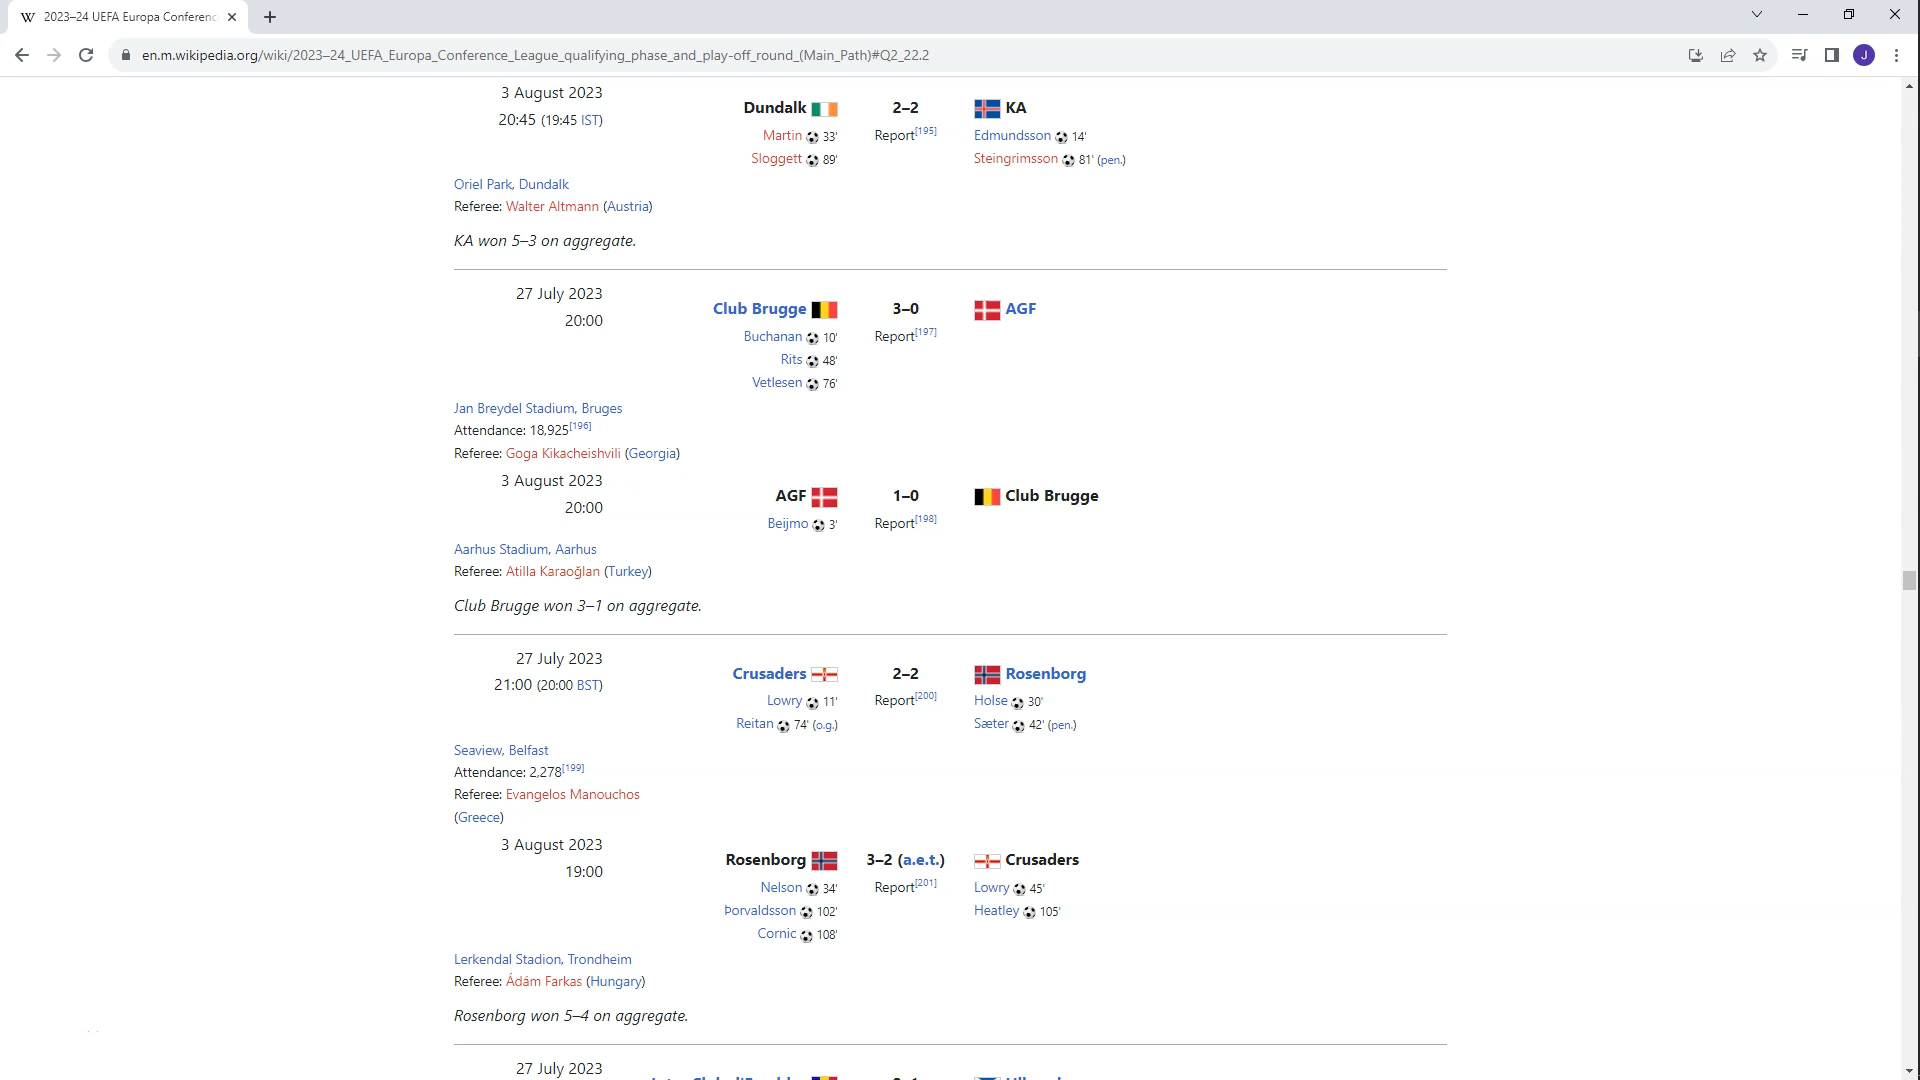 2023–24 UEFA Europa Conferenc
en.m.wikipedia.org/wiki/2023–24_UEFA_Europa_Conference_League_qualifying_phase_and_play-off_round_(Main_Path)#Q2_22.2
J
3 August 2023
20:45 (19:45 IST)
Dundalk 2–2 KA
Martin 33' Report[195] Edmundsson 14'
Sloggett 89' Steingrimsson 81' (pen.)
Oriel Park, Dundalk
Referee: Walter Altmann (Austria)
KA won 5–3 on aggregate.
27 July 2023
20:00
Club Brugge 3–0 AGF
Buchanan 10' Report[197]
Rits 48'
Vetlesen 76'
Jan Breydel Stadium, Bruges
Attendance: 18,925[196]
Referee: Goga Kikacheishvili (Georgia)
3 August 2023
20:00
AGF 1–0 Club Brugge
Beijmo 3' Report[198]
Aarhus Stadium, Aarhus
Referee: Atilla Karaoğlan (Turkey)
Club Brugge won 3–1 on aggregate.
27 July 2023
21:00 (20:00 BST)
Crusaders 2–2 Rosenborg
Lowry 11' Report[200] Holse 30'
Reitan 74' (o.g.) Sæter 42' (pen.)
Seaview, Belfast
Attendance: 2,278[199]
Referee: Evangelos Manouchos
(Greece)
3 August 2023
19:00
Rosenborg 3–2 (a.e.t.) Crusaders
Nelson 34' Report[201] Lowry 45'
Þorvaldsson 102' Heatley 105'
Cornic 108'
Lerkendal Stadion, Trondheim
Referee: Ádám Farkas (Hungary)
Rosenborg won 5–4 on aggregate.
27 July 2023